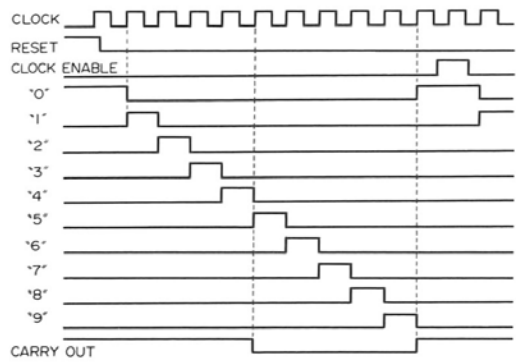 CLOCK
RESET
CLOCK ENABLE
"0"
"1"
"2"
"3"
"4"
"5"
"6"
"7"
"8"
"9"
CARRY OUT